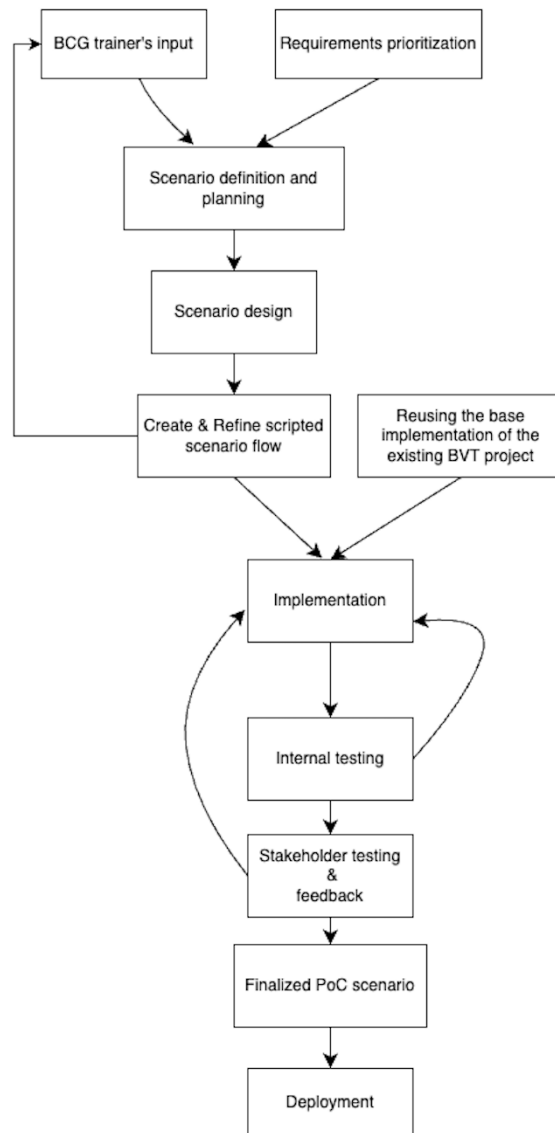 BCG trainer's input
Requirements prioritization
Scenario definition and
planning
Scenario design
Create & Refine scripted
scenario flow
Reusing the base
implementation of the
existing BVT project
Implementation
Internal testing
Stakeholder testing
&
feedback
Finalized PoC scenario
Deployment